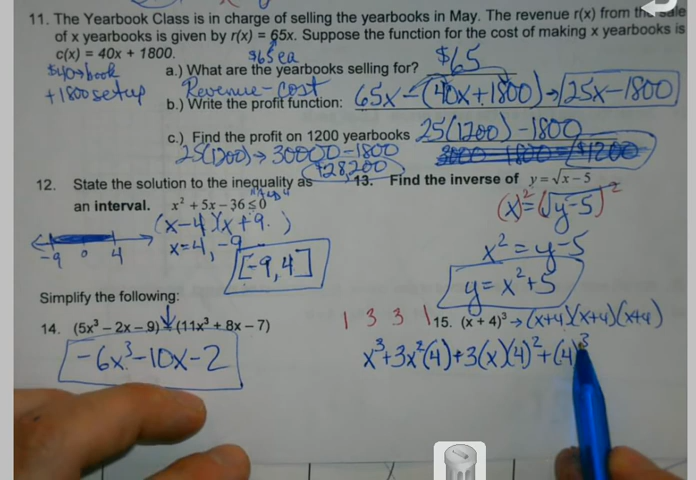 11. The Yearbook Class is in charge of selling the yearbooks in May. The revenue r(x) from the sale
of x yearbooks is given by r(x) = 65x. Suppose the function for the cost of making x yearbooks is
c(x) = 40x + 1800.
$65 ea
$40→book
+1800 setup
a.) What are the yearbooks selling for? $65
Revenue - cost
b.) Write the profit function: 65x - (40x + 1800) → 25x - 1800
c.) Find the profit on 1200 yearbooks 25(1200) - 1800
25(1200) → 30000 - 1800
$28,200
12. State the solution to the inequality as
an interval. x² + 5x - 36 ≤ 0
(x-4)(x+9)
x=4, -9
-9 0 4
[-9,4]
13. Find the inverse of y = √x - 5
(x)² = (√y-5)²
x² = y-5
y = x² + 5
Simplify the following:
14. (5x³ - 2x - 9) - (11x³ + 8x - 7)
-6x³ - 10x - 2
1 3 3 1
15. (x + 4)³ → (x+4)(x+4)(x+4)
x³ + 3x²(4) + 3(x)(4)² + (4)³